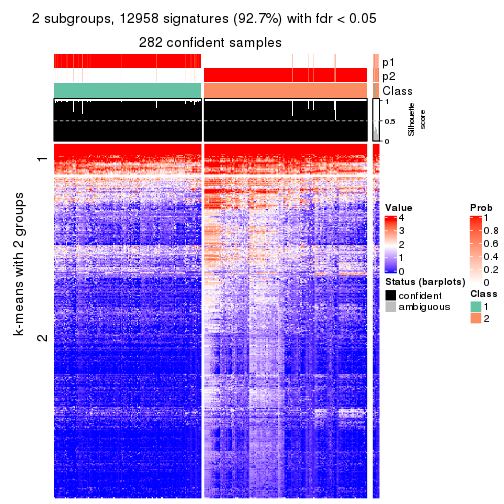 2 subgroups, 12958 signatures (92.7%) with fdr < 0.05
282 confident samples
p1
p2
Class
1
0.5
0
Silhouette
score
k-means with 2 groups
1
2
Value
4
3
2
1
0
Status (barplots)
confident
ambiguous
Prob
1
0.8
0.6
0.4
0.2
0
Class
1
2